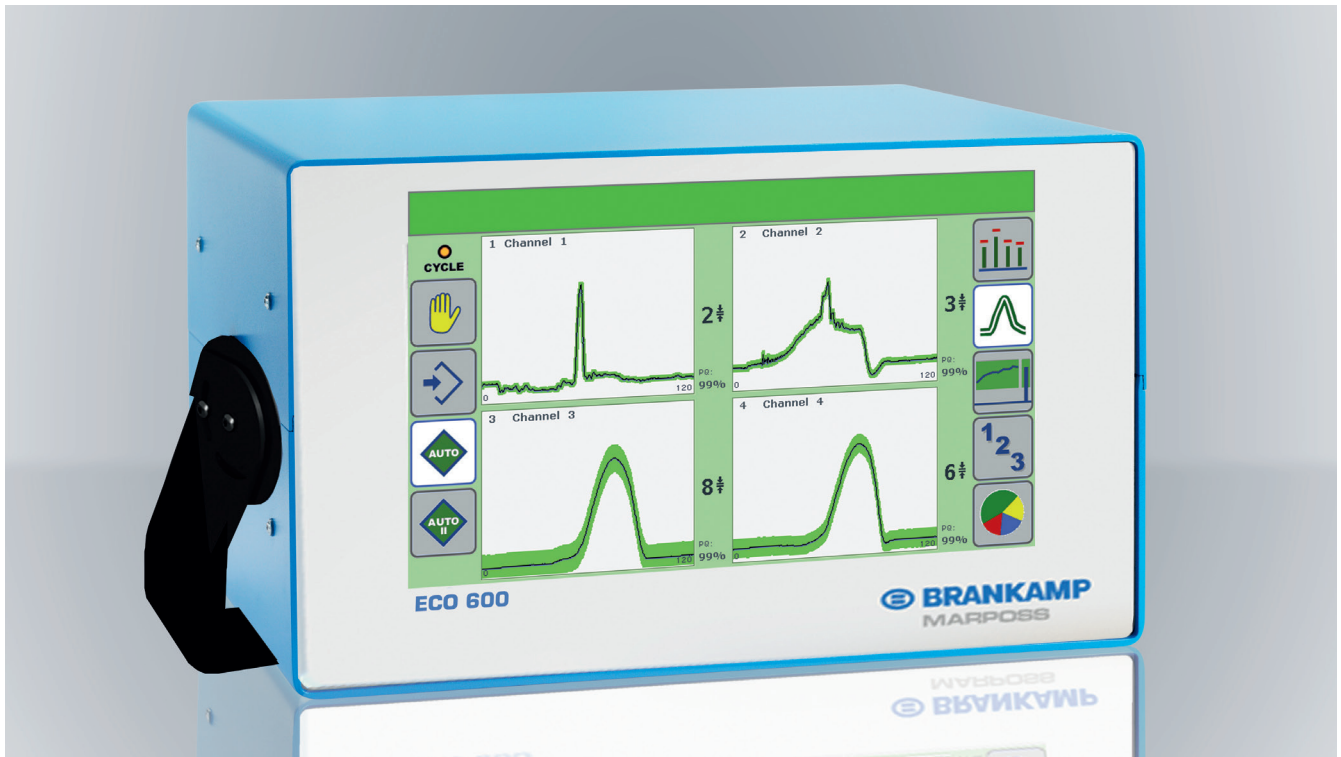 CYCLE
1 Channel 1
0
120
2
PQ:
99%
2 Channel 2
0
120
3
PQ:
99%
AUTO
AUTO
II
3 Channel 3
0
120
8
PQ:
99%
4 Channel 4
0
120
6
PQ:
99%
1
2
3
ECO 600
BRANKAMP
MARPOSS